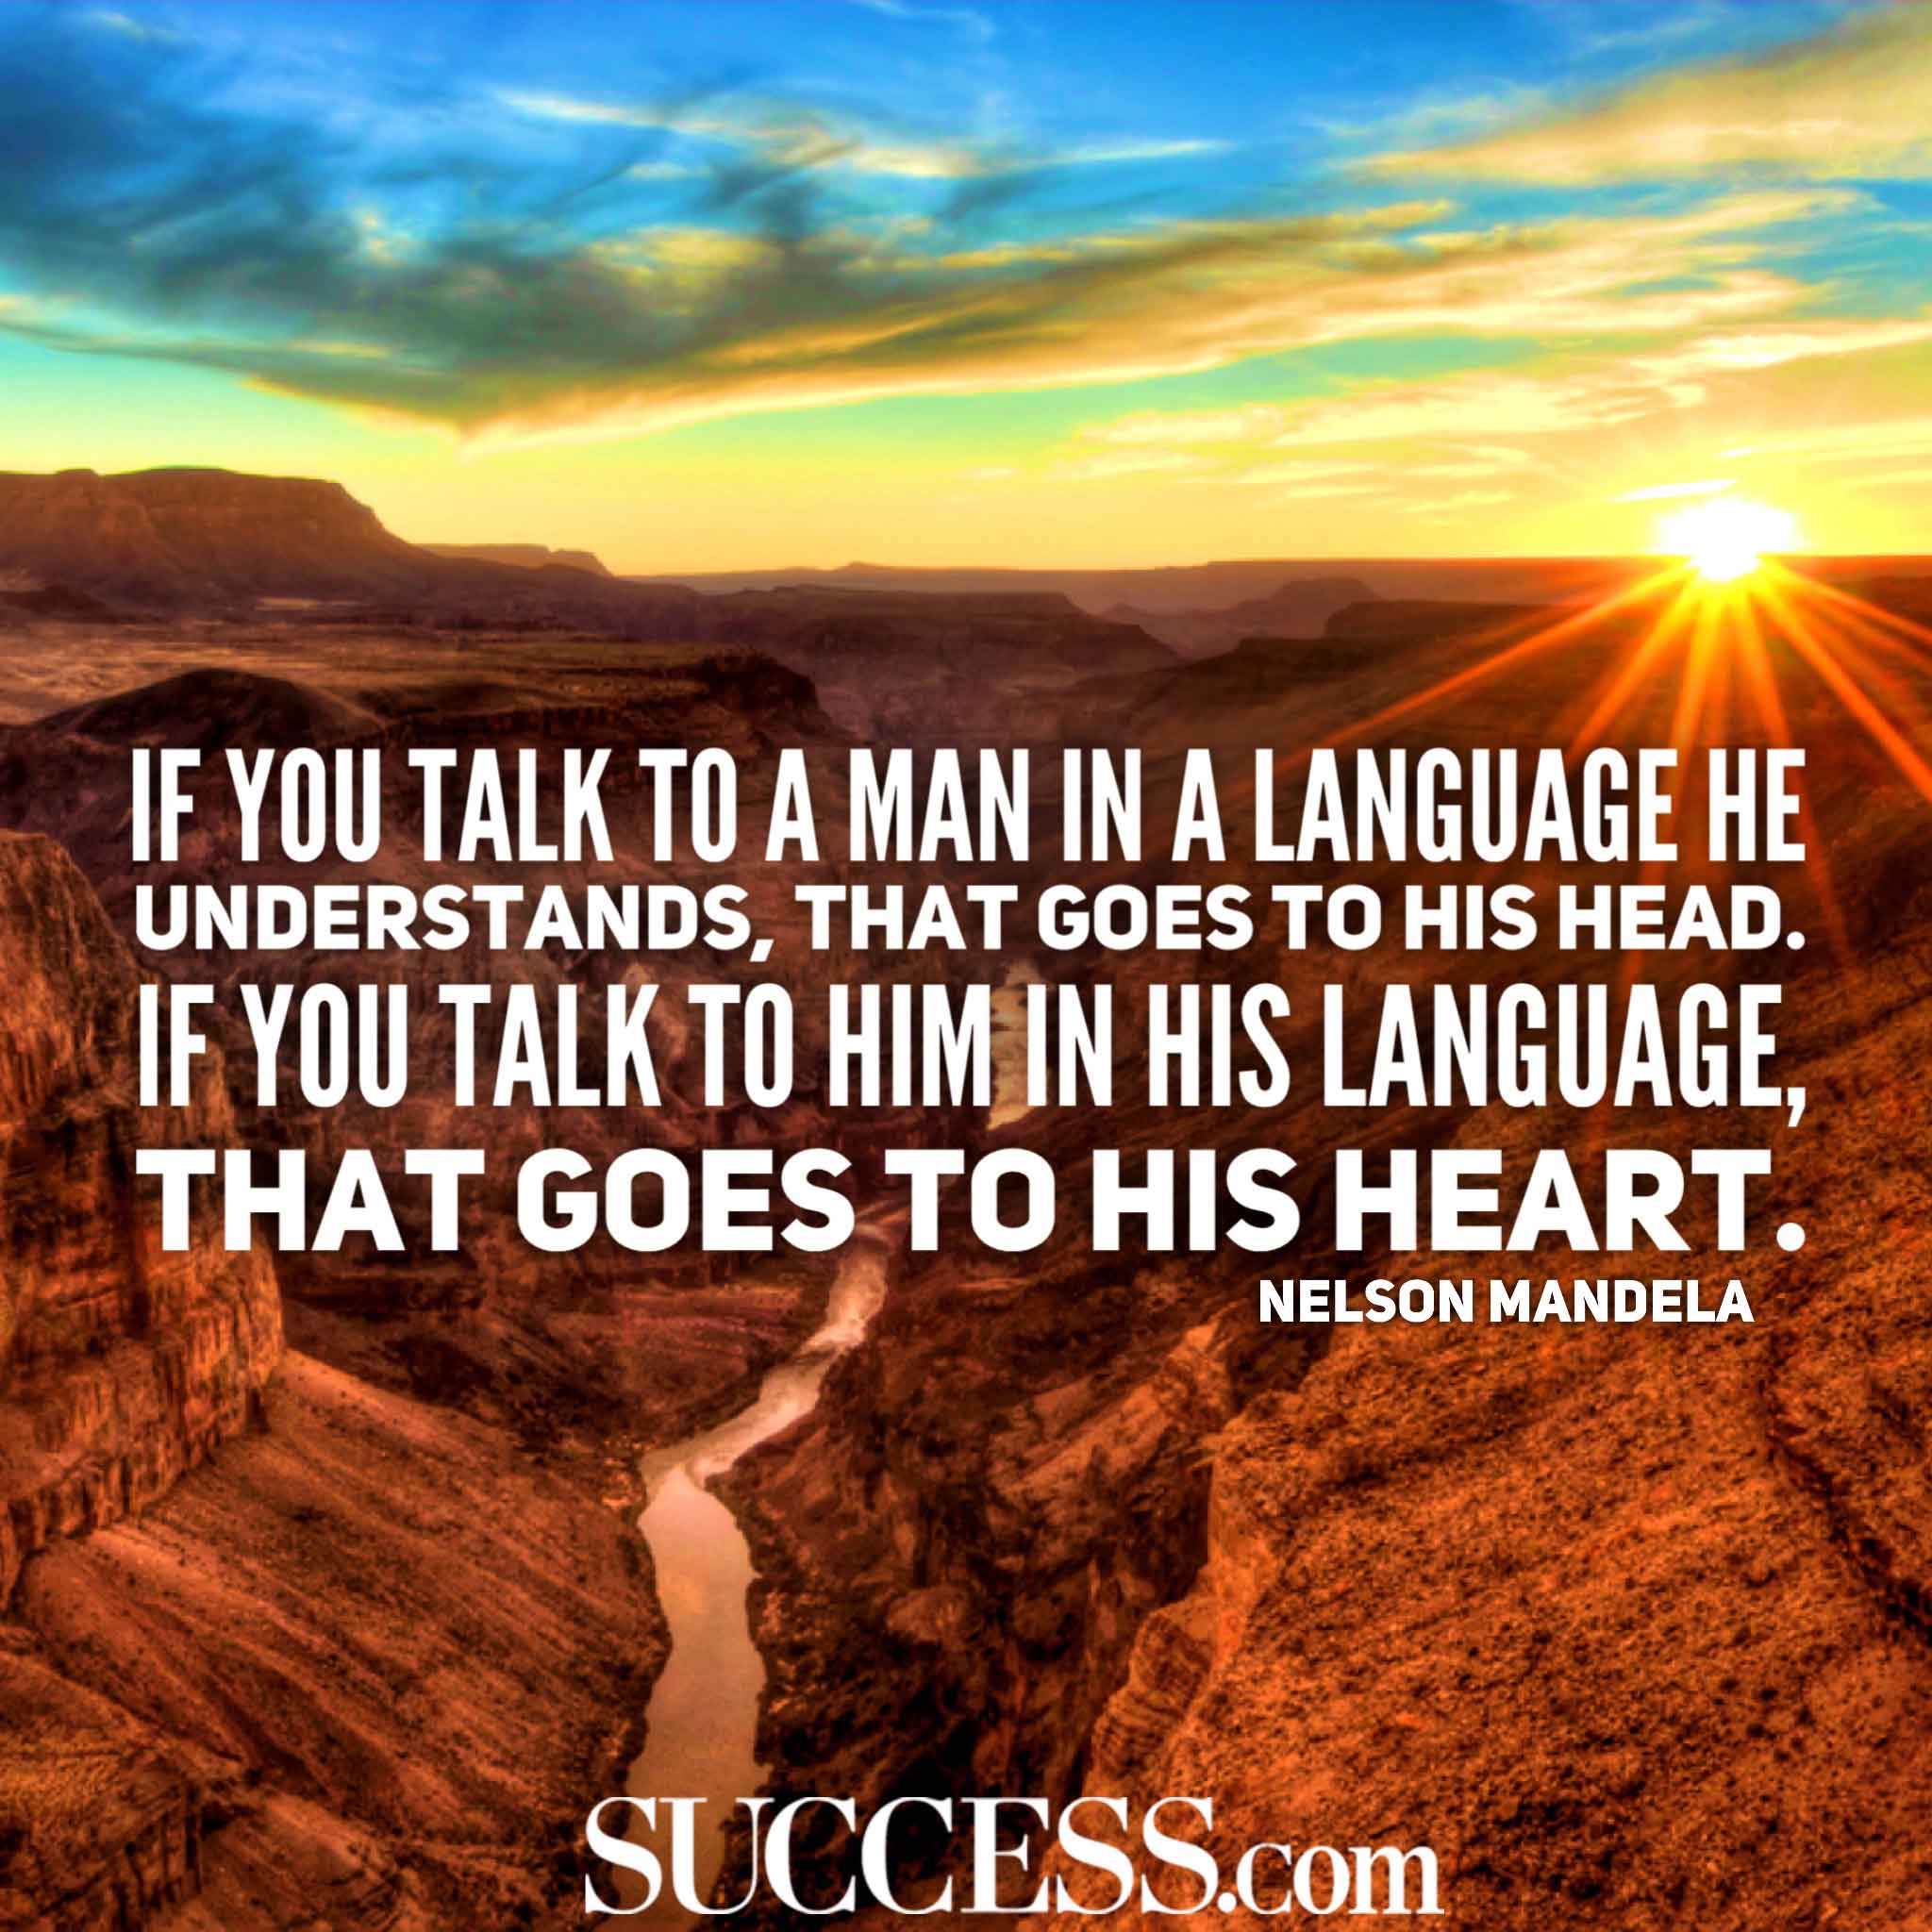 IF YOU TALK TO A MAN IN A LANGUAGE HE
UNDERSTANDS, THAT GOES TO HIS HEAD.
IF YOU TALK TO HIM IN HIS LANGUAGE,
THAT GOES TO HIS HEART.
NELSON MANDELA
SUCCESS.com